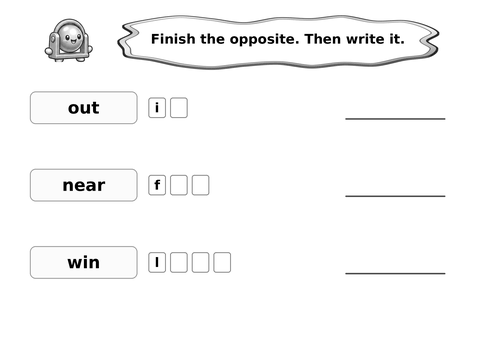 Finish the opposite. Then write it.
out i
near f
win l